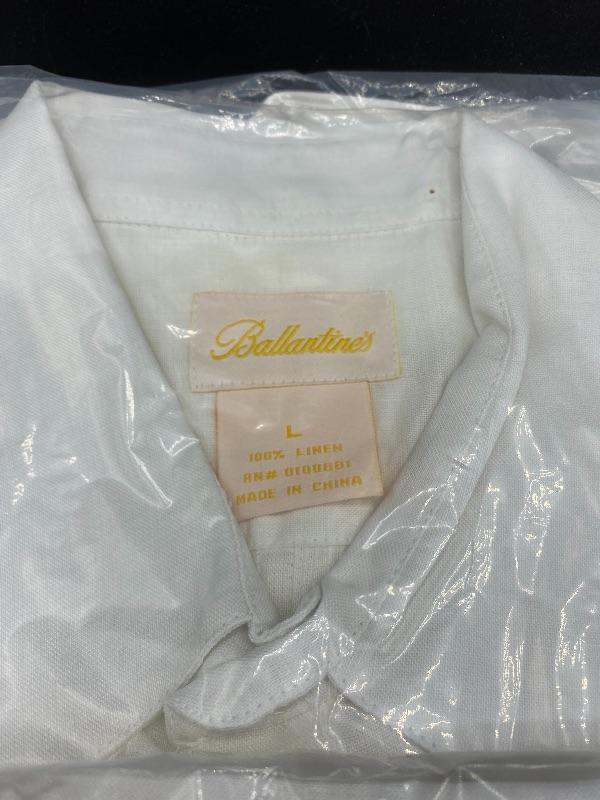 Ballantine's
L
100% LINEN
RN# 0100881
MADE IN CHINA